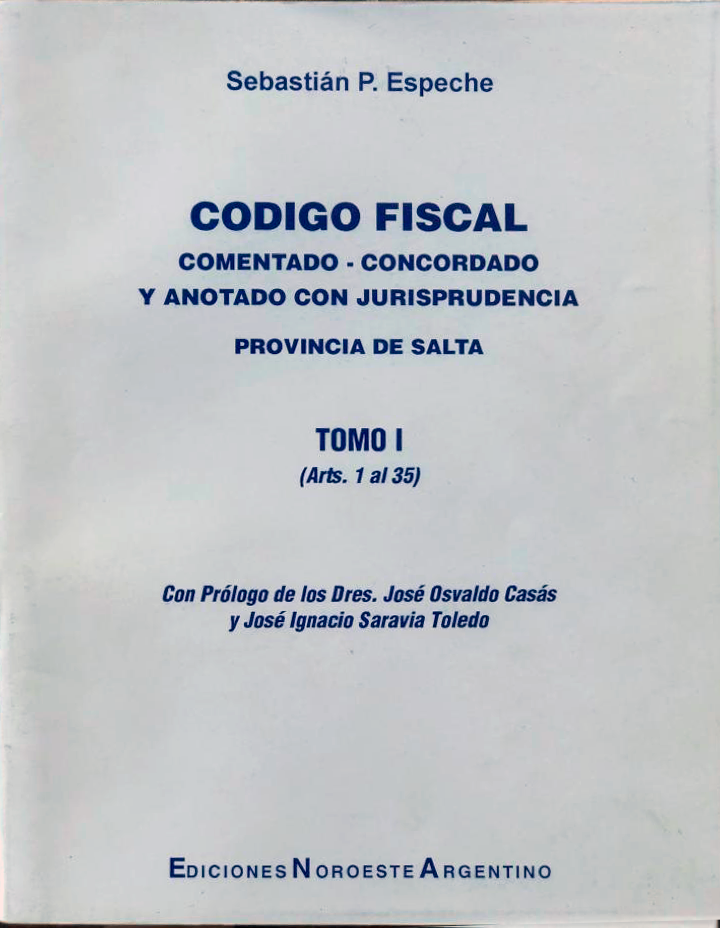 Sebastián P. Espeche
CODIGO FISCAL
COMENTADO - CONCORDADO
Y ANOTADO CON JURISPRUDENCIA
PROVINCIA DE SALTA
TOMO I
(Arts. 1 al 35)
Con Prólogo de los Dres. José Osvaldo Casás
y José Ignacio Saravia Toledo
EDICIONES NOROESTE ARGENTINO